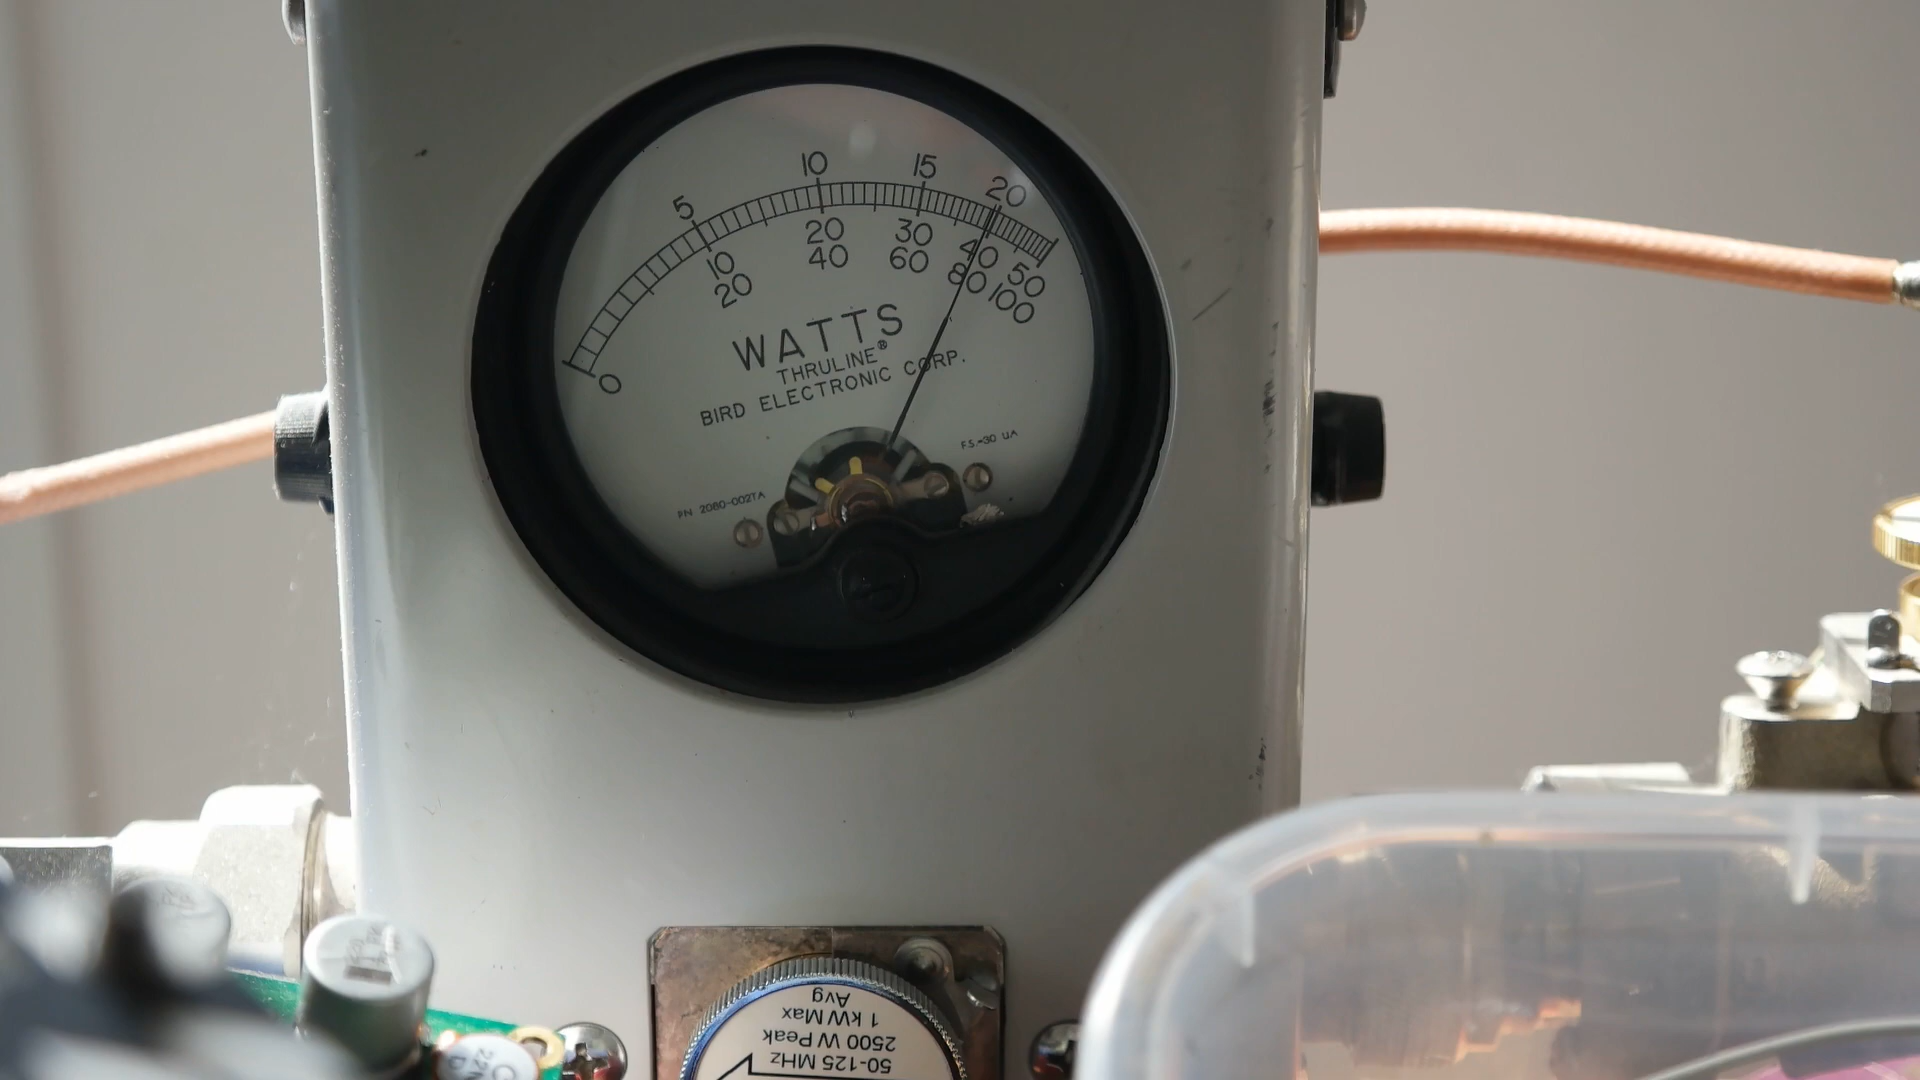 5 10 15 20
10 20 30 40 50
0 20 40 60 80 100
WATTS
THRULINE®
BIRD ELECTRONIC CORP.
F.S.=30 UA
PN 2080-002TA
50-125 MHz
2500 W Peak
1 kW Max
Avg